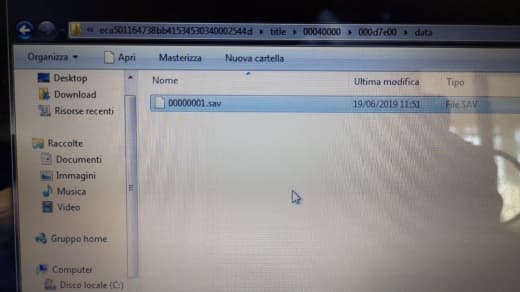 eca501164738bb41534530340002544d ▸ title ▸ 00040000 ▸ 000d7e00 ▸ data
Organizza Apri Masterizza Nuova cartella
Nome Ultima modifica Tipo
Desktop
Download
Risorse recenti
00000001.sav 19/06/2019 11:51 File SAV
Raccolte
Documenti
Immagini
Musica
Video
Gruppo home
Computer
Disco locale (C:)